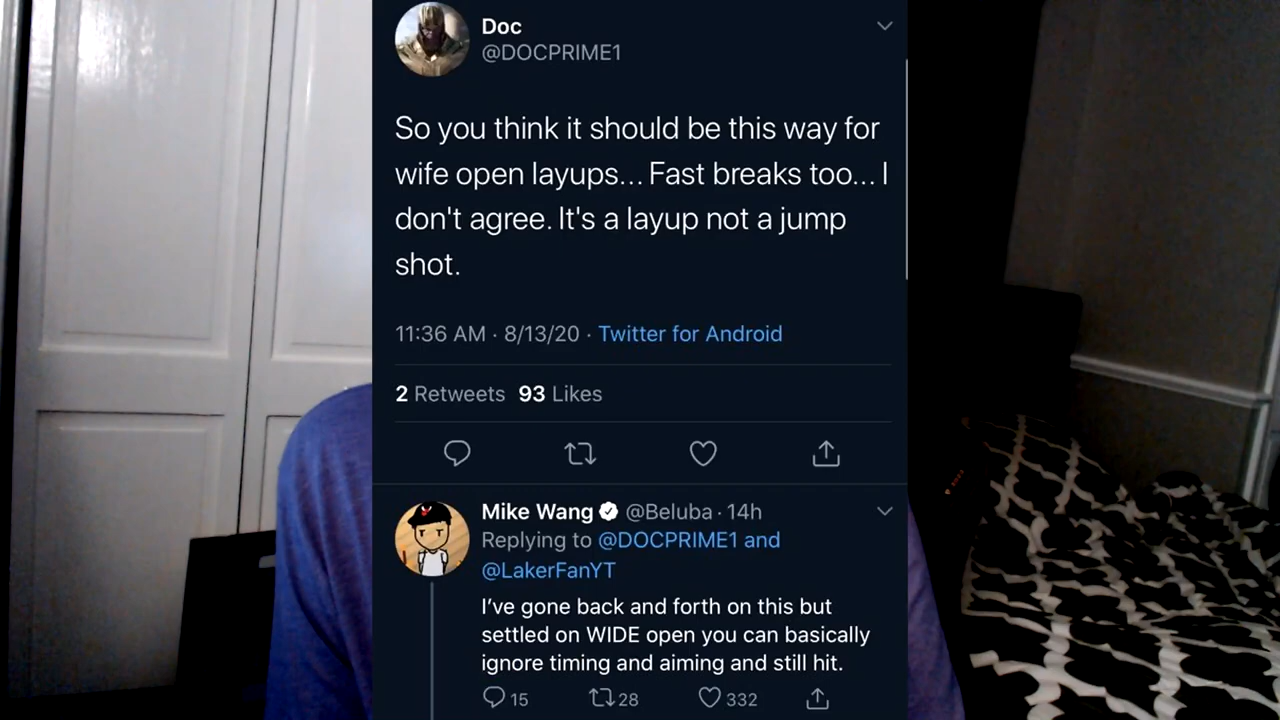 Doc
@DOCPRIME1
So you think it should be this way for
wife open layups... Fast breaks too... I
don't agree. It's a layup not a jump
shot.
11:36 AM · 8/13/20 · Twitter for Android
2 Retweets 93 Likes
Mike Wang @Beluba · 14h
Replying to @DOCPRIME1 and
@LakerFanYT
I've gone back and forth on this but
settled on WIDE open you can basically
ignore timing and aiming and still hit.
15 28 332